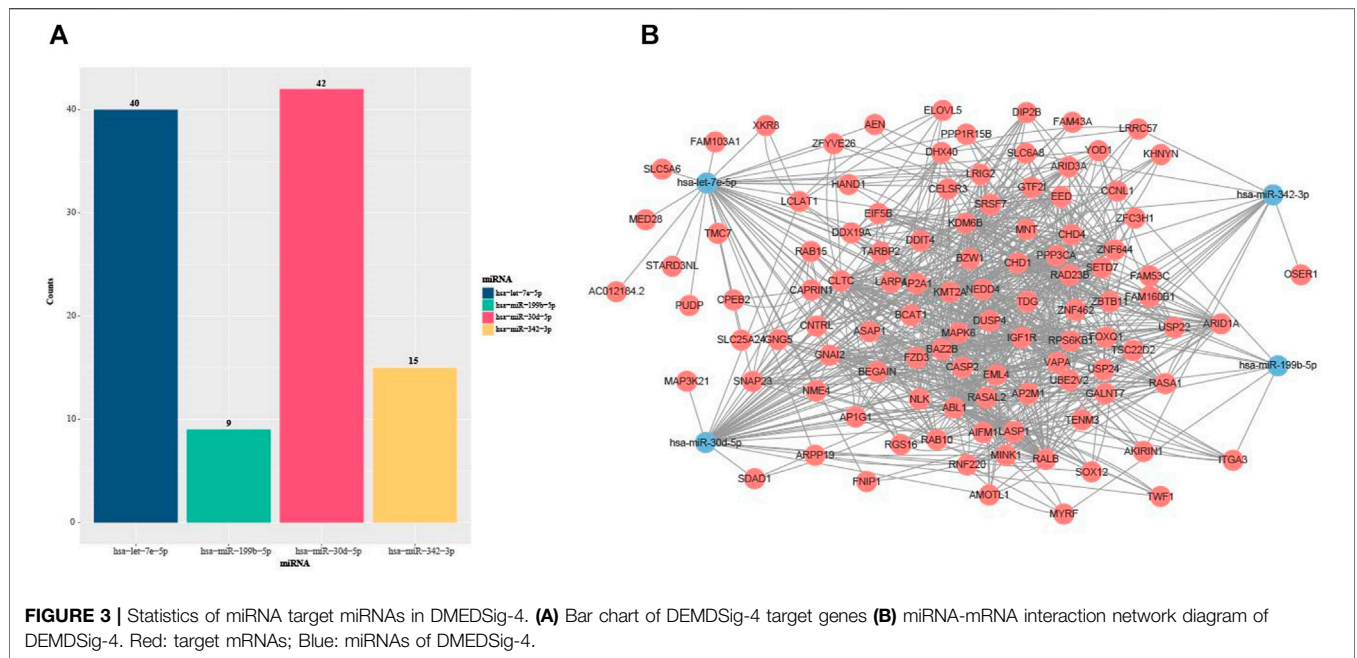 A
B
40
9
42
15
40
30
20
10
0
Counts
hsa-let-7e-5p
hsa-miR-199b-5p
hsa-miR-30d-5p
hsa-miR-342-3p
miRNA
miRNA
hsa-let-7e-5p
hsa-miR-199b-5p
hsa-miR-30d-5p
hsa-miR-342-3p
ELOVL5
DIP2B
XKR8
AEN
FAM43A
LRRC57
FAM103A1
ZFYVE26
PPP1R15B
DHX40
SLC6A8
YOD1
KHNYN
SLC5A6
hsa-let-7e-5p
HAND1
LRIG2
ARID3A
CELSR3
GTF2I
EED
CCNL1
hsa-miR-342-3p
LCLAT1
SRSF7
MED28
EIF5B
KDM6B
ZFC3H1
TMC7
DDX19A
DDIT4
MNT
CHD4
TARBP2
ZNF644
RAB15
BZW1
CHD1
PPP3CA
STARD3NL
SETD7
OSER1
RAD23B
FAM53C
AC012184.2
CLTC
LARP4
AP2A1
CAPRIN1
KMT2A
NEDD4
FAM160B1
PUDP
CPEB2
TDG
ZNF462
ZBTB11
BCAT1
DUSP4
CNTRL
ASAP1
MAPK6
USP22
ARID1A
SLC25A24
GNG5
IGF1R
RPS6KB1
FOXQ1
GNAI2
FZD3
BAZ2B
TSC22D2
MAP3K21
SNAP23
BEGAIN
CASP2
EML4
VAPA
USP24
hsa-miR-199b-5p
UBE2V2
RASA1
NME4
NLK
RASAL2
AP2M1
GALNT7
ABL1
AP1G1
TENM3
hsa-miR-30d-5p
RGS16
RAB10
AIFM1
LASP1
ARPP19
MINK1
RALB
AKIRIN1
ITGA3
RNF220
SOX12
SDAD1
FNIP1
AMOTL1
TWF1
MYRF
FIGURE 3 | Statistics of miRNA target miRNAs in DMEDSig-4. (A) Bar chart of DEMDSig-4 target genes (B) miRNA-mRNA interaction network diagram of
DEMDSig-4. Red: target mRNAs; Blue: miRNAs of DMEDSig-4.